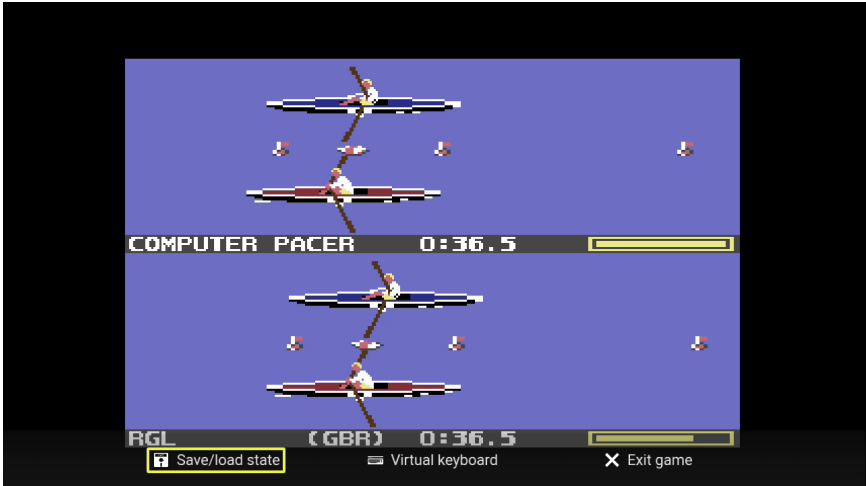 COMPUTER PACER 0:36.5
RGL (GBR) 0:36.5
Save/load state Virtual keyboard Exit game